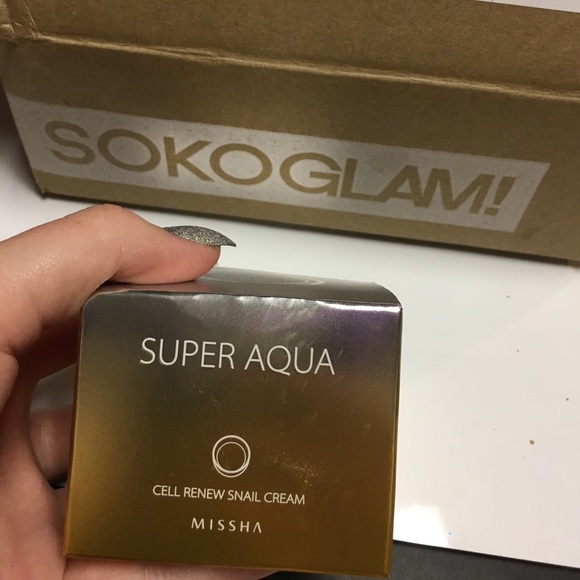 SOKOGLAM!
SUPER AQUA
CELL RENEW SNAIL CREAM
MISSHA